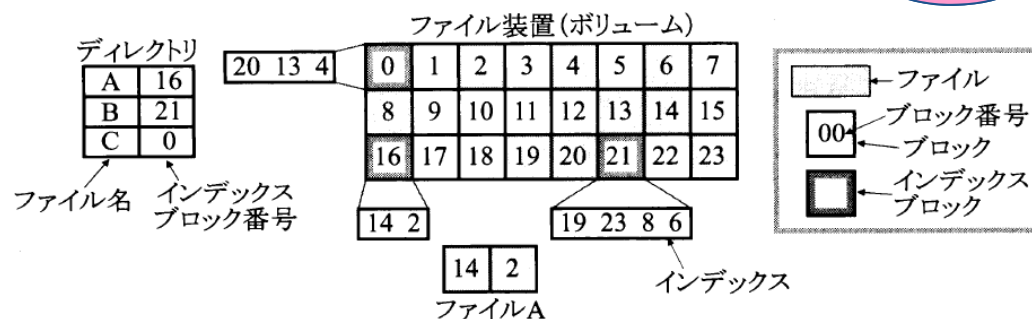 ファイル装置(ボリューム)
ディレクトリ
A 16
B 21
C 0
ファイル名
インデックス
ブロック番号
20 13 4
0 1 2 3 4 5 6 7
8 9 10 11 12 13 14 15
16 17 18 19 20 21 22 23
14 2
19 23 8 6
インデックス
14 2
ファイルA
ファイル
00
ブロック番号
ブロック
インデックス
ブロック